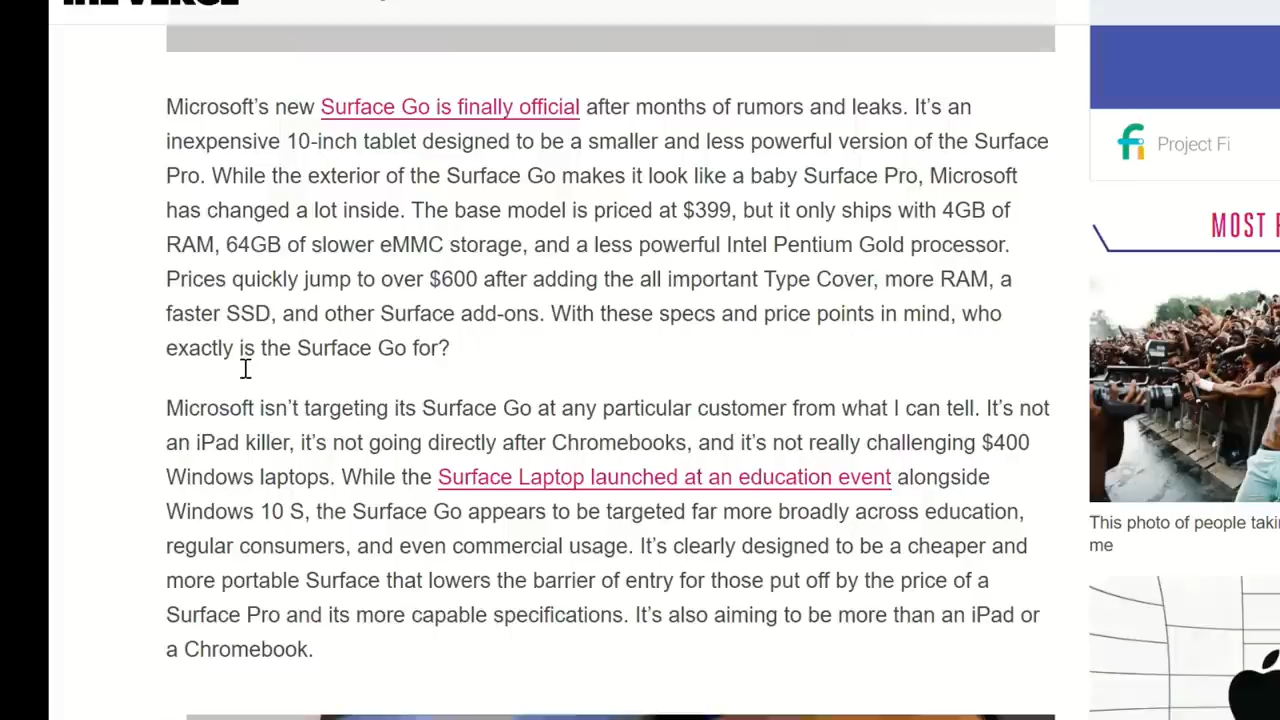 THE VERGE
Microsoft’s new Surface Go is finally official after months of rumors and leaks. It’s an
inexpensive 10-inch tablet designed to be a smaller and less powerful version of the Surface
Pro. While the exterior of the Surface Go makes it look like a baby Surface Pro, Microsoft
has changed a lot inside. The base model is priced at $399, but it only ships with 4GB of
RAM, 64GB of slower eMMC storage, and a less powerful Intel Pentium Gold processor.
Prices quickly jump to over $600 after adding the all important Type Cover, more RAM, a
faster SSD, and other Surface add-ons. With these specs and price points in mind, who
exactly is the Surface Go for?
Microsoft isn’t targeting its Surface Go at any particular customer from what I can tell. It’s not
an iPad killer, it’s not going directly after Chromebooks, and it’s not really challenging $400
Windows laptops. While the Surface Laptop launched at an education event alongside
Windows 10 S, the Surface Go appears to be targeted far more broadly across education,
regular consumers, and even commercial usage. It’s clearly designed to be a cheaper and
more portable Surface that lowers the barrier of entry for those put off by the price of a
Surface Pro and its more capable specifications. It’s also aiming to be more than an iPad or
a Chromebook.
fi Project Fi
MOST
This photo of people taki
me